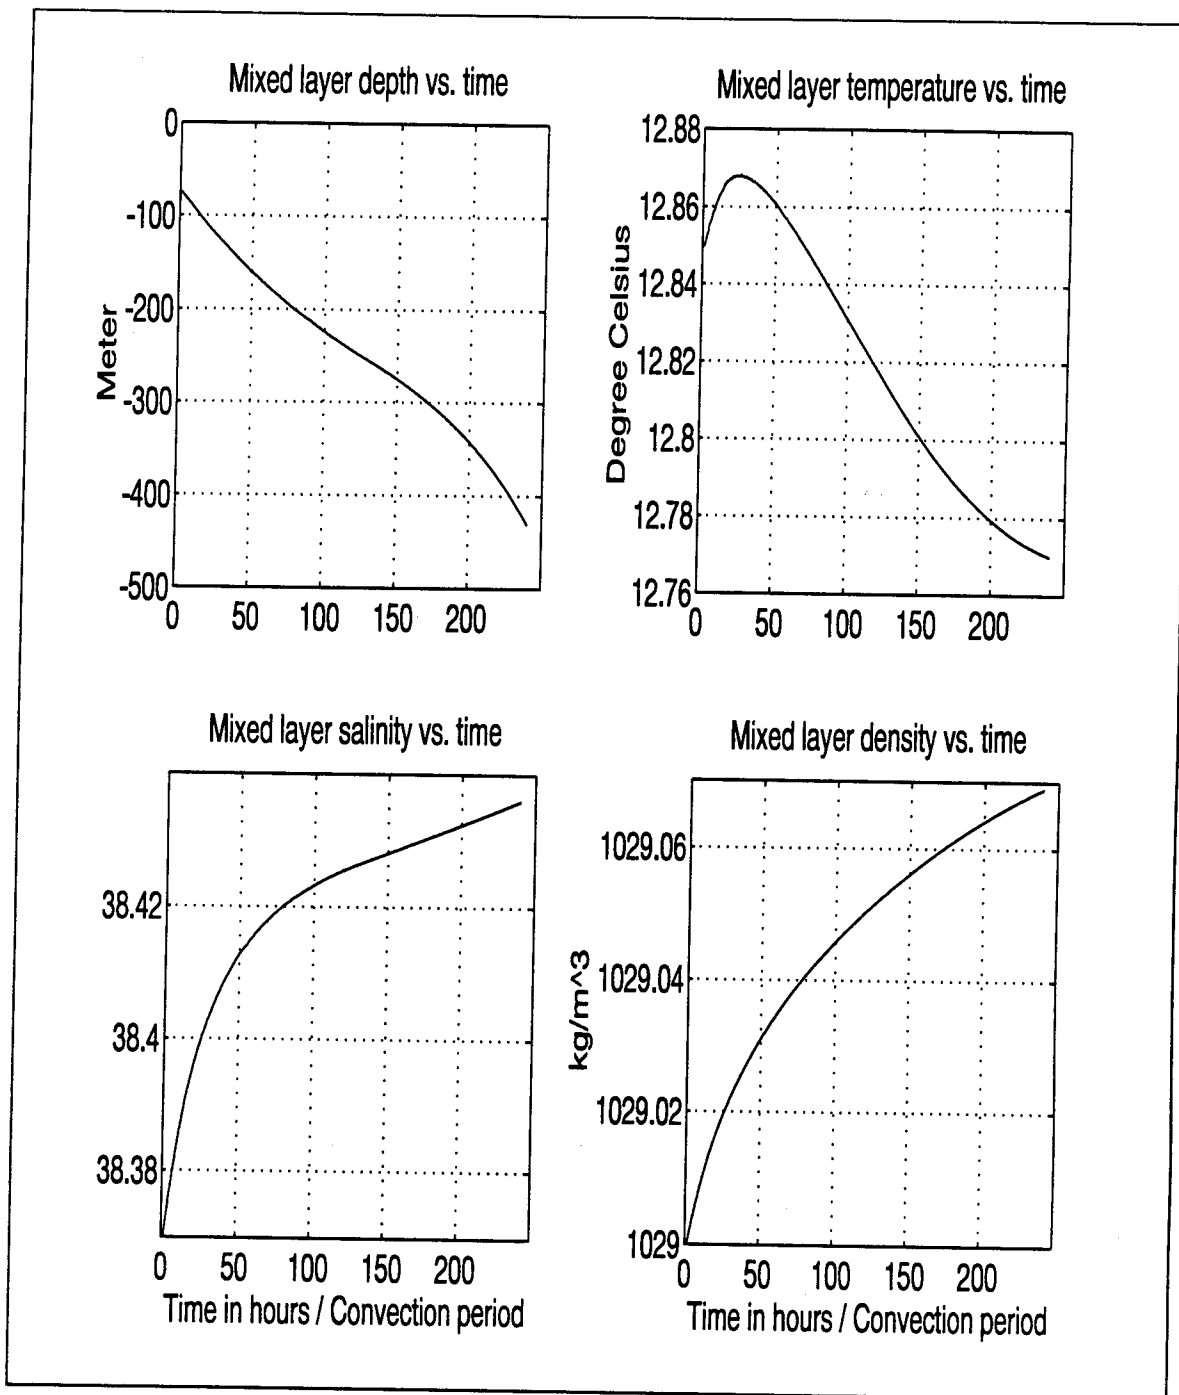 Mixed layer depth vs. time
0
-100
-200
-300
-400
-500
Meter
0 50 100 150 200
Mixed layer temperature vs. time
12.88
12.86
12.84
12.82
12.8
12.78
12.76
Degree Celsius
0 50 100 150 200
Mixed layer salinity vs. time
38.42
38.4
38.38
0 50 100 150 200
Time in hours / Convection period
Mixed layer density vs. time
1029.06
1029.04
1029.02
1029
kg/m^3
0 50 100 150 200
Time in hours / Convection period